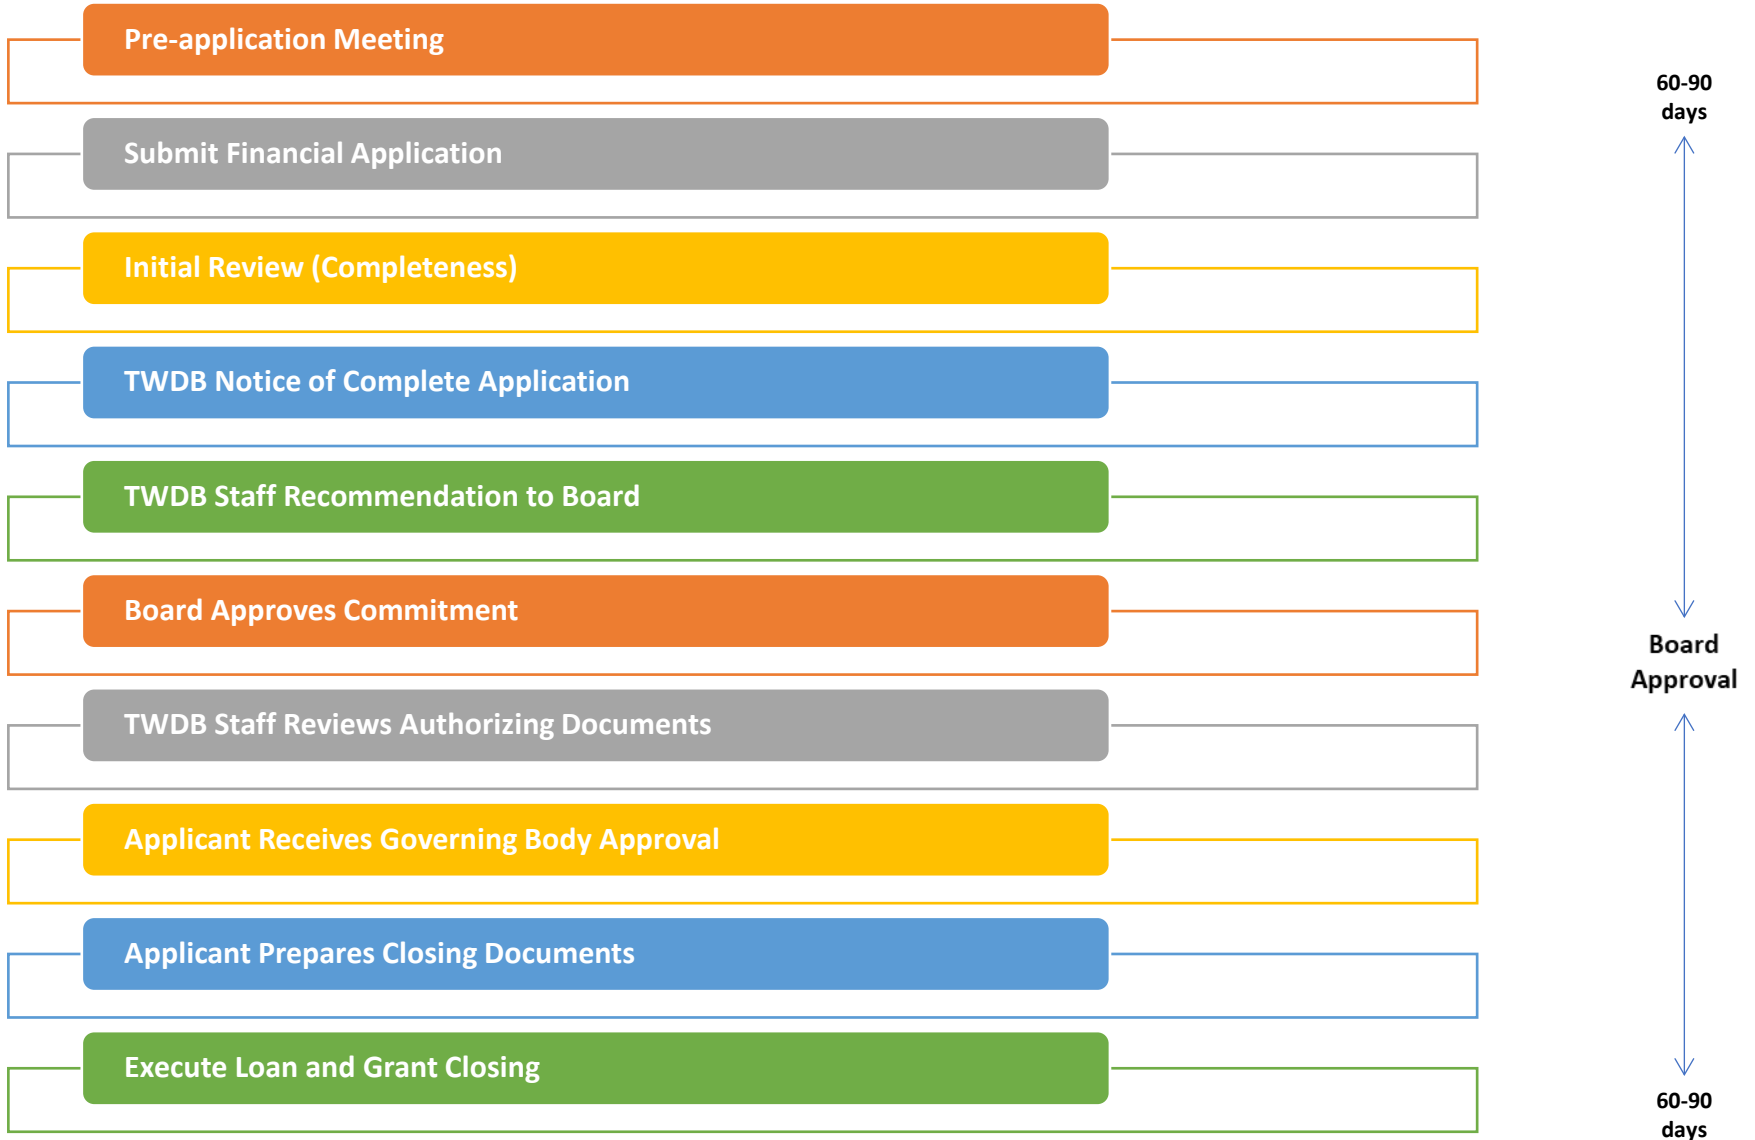 Pre-application Meeting
60-90
days
Submit Financial Application
Initial Review (Completeness)
TWDB Notice of Complete Application
TWDB Staff Recommendation to Board
Board Approves Commitment
Board
Approval
TWDB Staff Reviews Authorizing Documents
Applicant Receives Governing Body Approval
Applicant Prepares Closing Documents
Execute Loan and Grant Closing
60-90
days